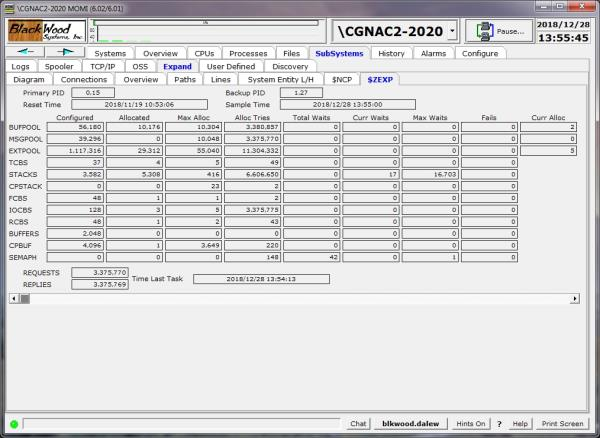 \CGNAC2-2020 MOMI (6.02/6.01)
BlackWood Systems, Inc.
\CGNAC2-2020
Pause...
2018/12/28
13:55:45
Systems Overview CPUs Processes Files SubSystems History Alarms Configure
Logs Spooler TCP/IP OSS Expand User Defined Discovery
Diagram Connections Overview Paths Lines System Entity L/H $NCP $ZEXP
Primary PID 0.15 Backup PID 1.27
Reset Time 2018/11/19 10:53:06 Sample Time 2018/12/28 13:55:00
Configured Allocated Max Alloc Alloc Tries Total Waits Curr Waits Max Waits Fails Curr Alloc
BUFPOOL 56,180 10,176 10,304 3,380,857 0 0 0 0 2
MSGPOOL 39,296 0 10,048 3,375,770 0 0 0 0 0
EXTPOOL 1,117,316 29,312 55,040 11,304,332 0 0 0 0 5
TCBS 37 4 5 49 0 0 0 0
STACKS 3,582 5,308 416 6,606,650 0 17 16,703 0
CPSTACK 0 0 23 2 0 0 0 0
FCBS 48 1 1 2 0 0 0 0
IOCBS 128 3 5 3,375,775 0 0 0 0
RCBS 48 1 2 43 0 0 0 0
BUFFERS 2,048 0 0 0 0 0 0 0
CPBUF 4,096 1 3,649 220 0 0 0 0
SEMAPH 0 0 0 148 42 0 1 0
REQUESTS 3,375,770
REPLIES 3,375,769
Time Last Task 2018/12/28 13:54:13
Chat blkwood.dalew Hints On ? Help Print Screen